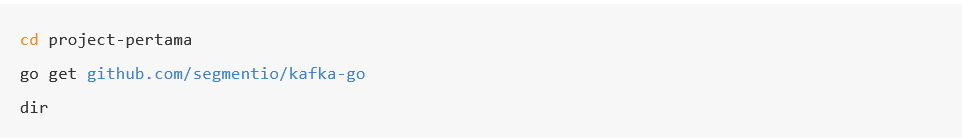 cd project-pertama
go get github.com/segmentio/kafka-go
dir